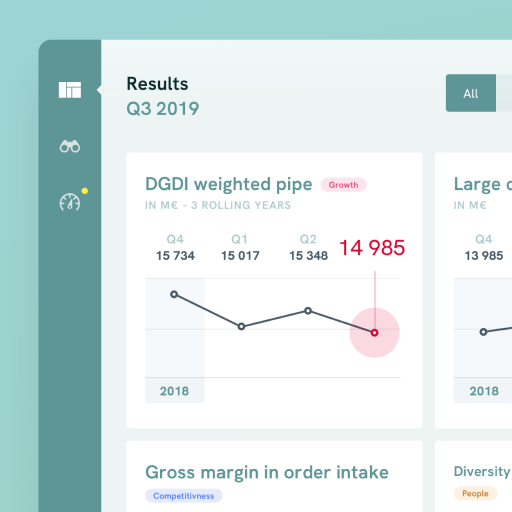 Results
Q3 2019
All
DGDI weighted pipe Growth
IN M€ - 3 ROLLING YEARS
Q4 Q1 Q2
15 734 15 017 15 348 14 985
2018
Large
IN M€
Q4
13 985
2018
Gross margin in order intake
Competitivness
Diversity
People